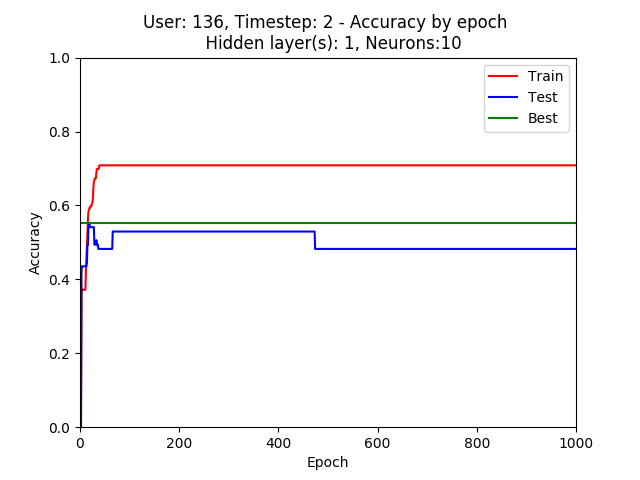 User: 136, Timestep: 2 - Accuracy by epoch
Hidden layer(s): 1, Neurons:10
1.0
0.8
0.6
0.4
0.2
0.0
Accuracy
Train
Test
Best
0
200
400
600
800
1000
Epoch